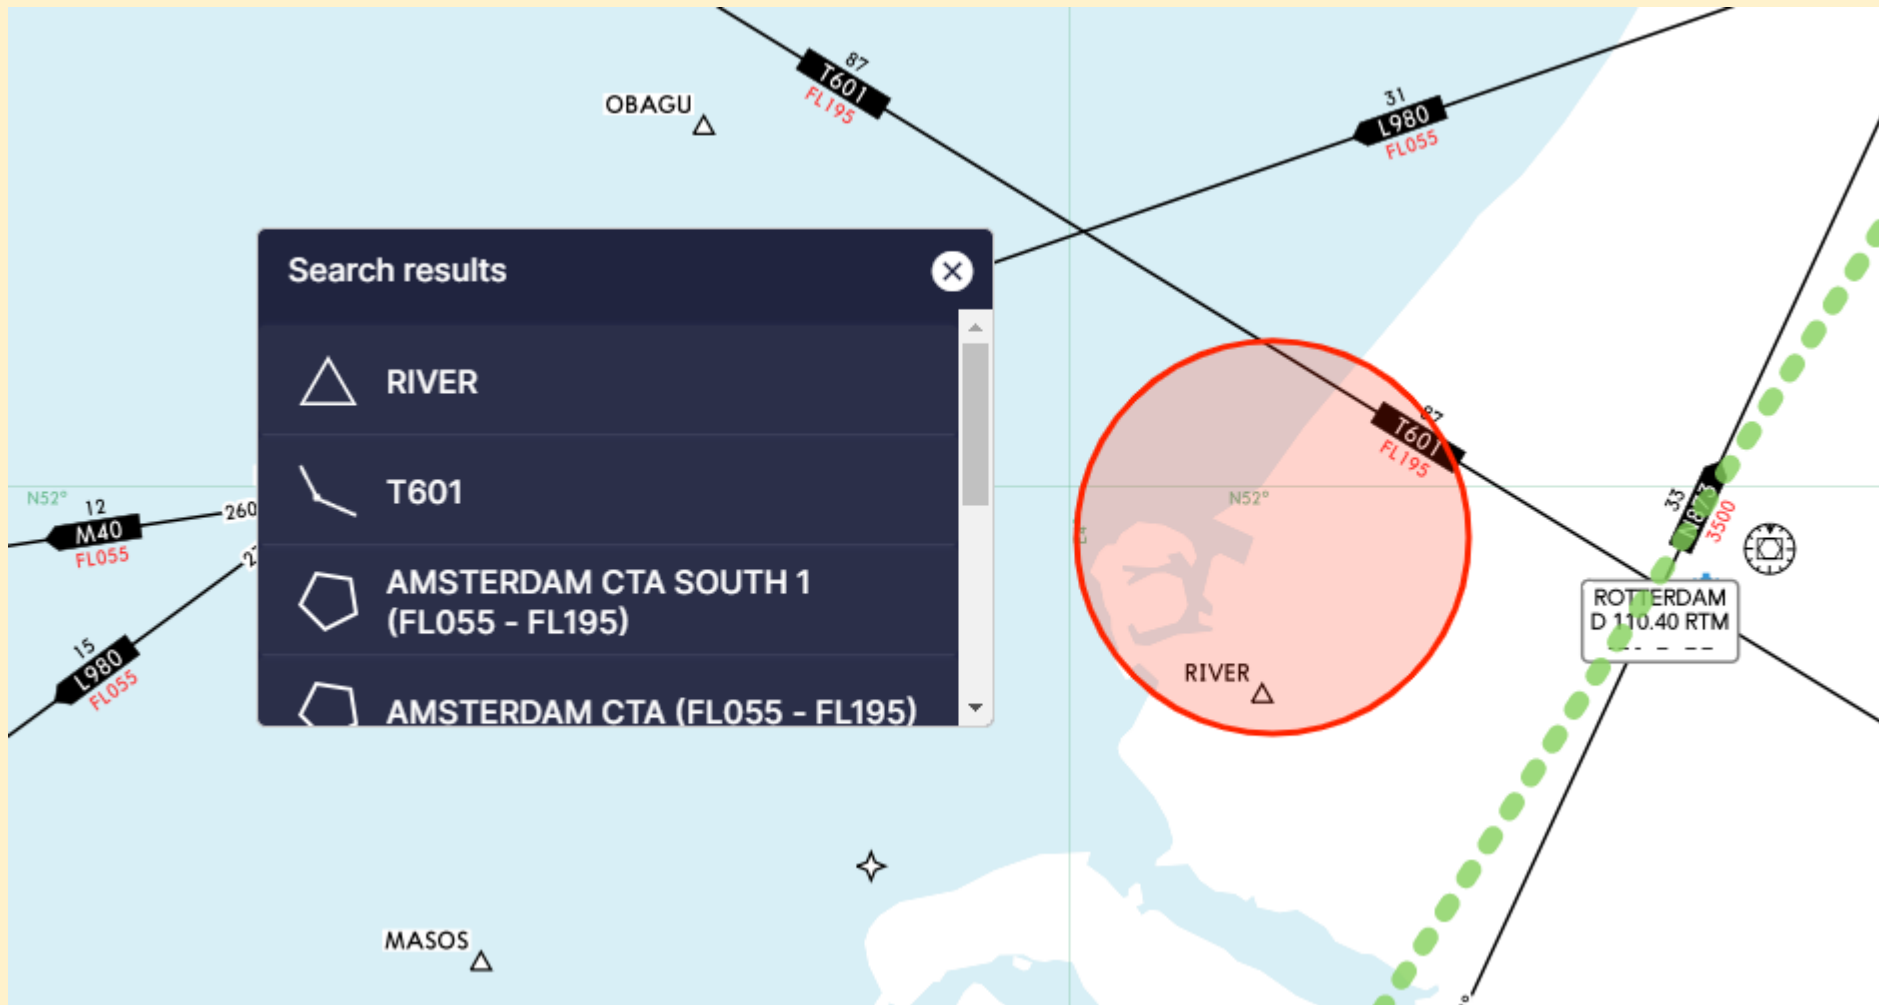 87
T601
FL195
OBAGU
31
L980
FL055
Search results
RIVER
T601
AMSTERDAM CTA SOUTH 1
(FL055 - FL195)
AMSTERDAM CTA (FL055 - FL195)
N52°
12
M40
FL055
260
15
L980
FL055
87
T601
FL195
N52°
RIVER
33
N873
3500
ROTTERDAM
D 110.40 RTM
MASOS